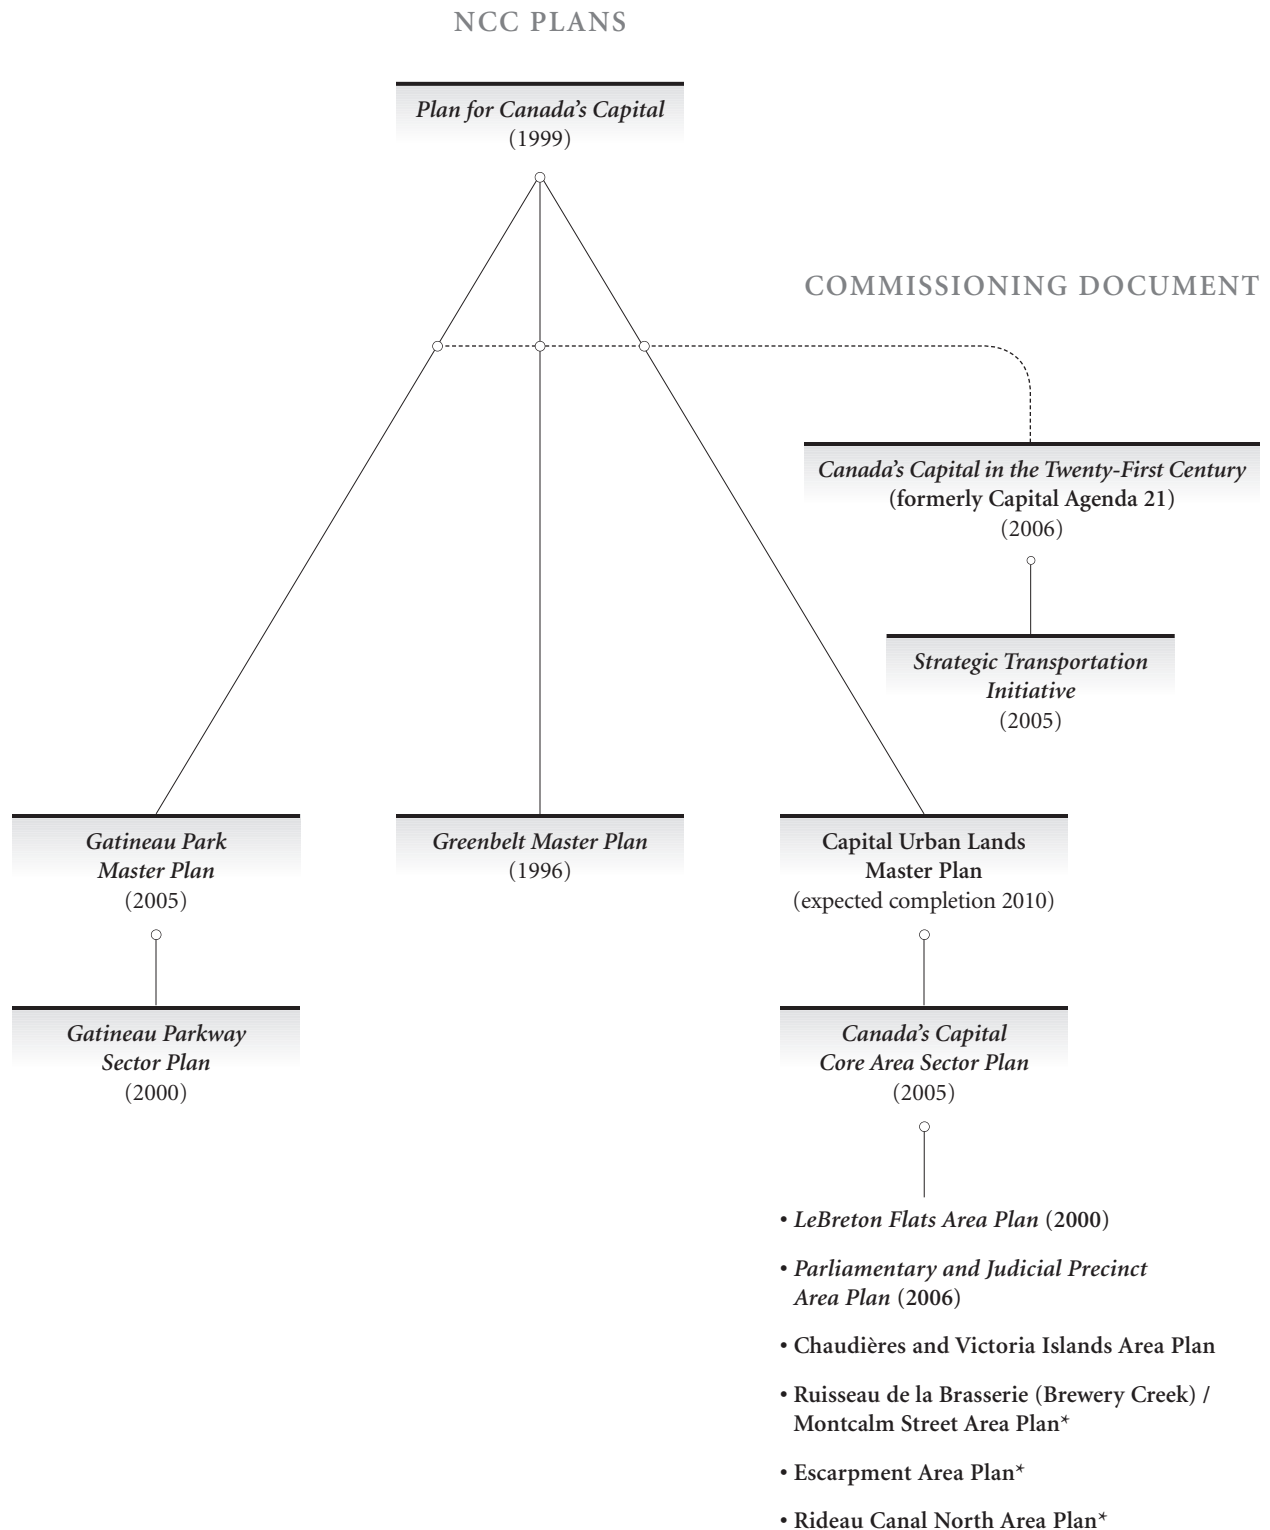 NCC PLANS
Plan for Canada’s Capital
(1999)
COMMISSIONING DOCUMENT
Canada’s Capital in the Twenty-First Century
(formerly Capital Agenda 21)
(2006)
Strategic Transportation
Initiative
(2005)
Gatineau Park
Master Plan
(2005)
Greenbelt Master Plan
(1996)
Capital Urban Lands
Master Plan
(expected completion 2010)
Gatineau Parkway
Sector Plan
(2000)
Canada’s Capital
Core Area Sector Plan
(2005)
• LeBreton Flats Area Plan (2000)
• Parliamentary and Judicial Precinct
Area Plan (2006)
• Chaudières and Victoria Islands Area Plan
• Ruisseau de la Brasserie (Brewery Creek) /
Montcalm Street Area Plan*
• Escarpment Area Plan*
• Rideau Canal North Area Plan*